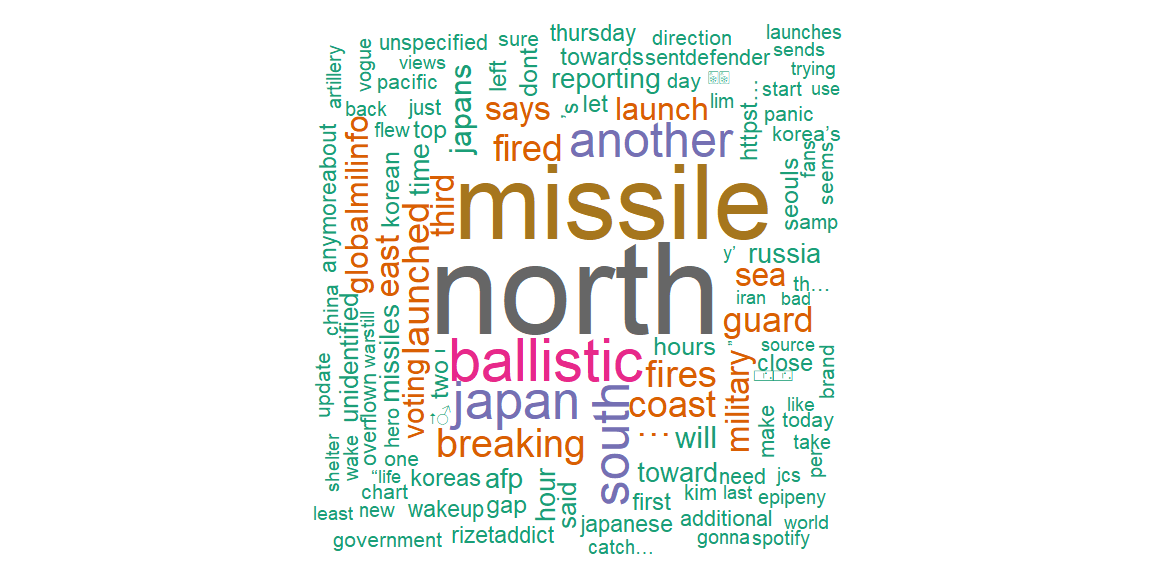 launches
thursday
direction
sends
unspecified
sure
towards
sentdefender
trying
vogue
views
left
dont
reporting
day
artillery
pacific
japans
start
use
back
just
says
's
let
launch
lim
httpst…
panic
flew
top
fired
another
korea's
anymoreabout
globalmilinfo
korean
time
third
missile
seouls
fans
seems
amp
launched
east
north
y'
russia
sea
th…
iran
bad
china
unidentified
guard
overflown
warstill
missiles
voting
two
ballistic
hours
source
close
military
brand
update
fires
japan
south
coast
like
hero
breaking
…
will
make
today
take
shelter
wake
one
“life
koreas
afp
hour
said
toward
need
jcs
pere
chart
new
wakeup
gap
first
kim
last
epipeny
least
japanese
additional
world
government
rizetaddict
catch…
gonna
spotify